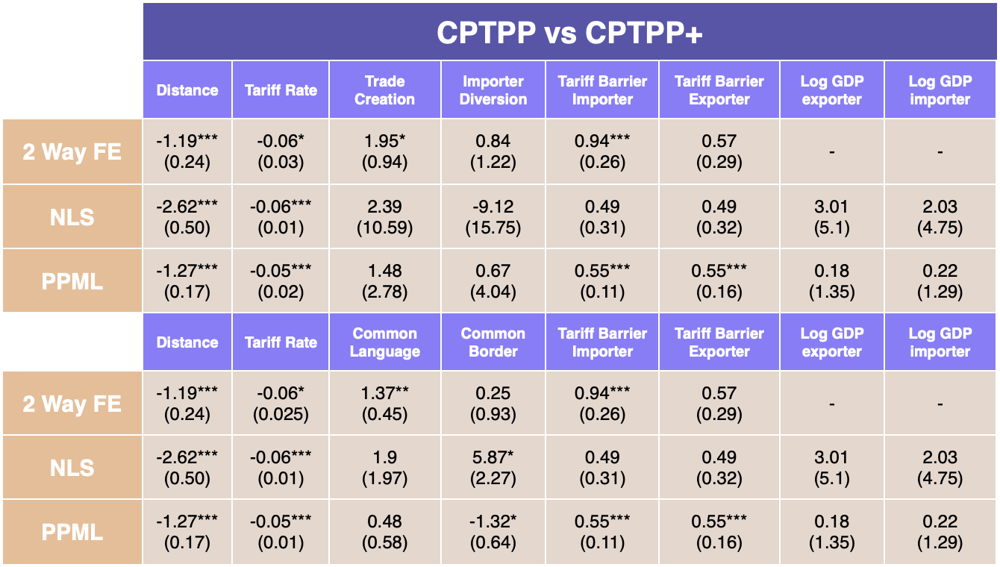 CPTPP vs CPTPP+
Distance Tariff Rate Trade Creation Importer Diversion Tariff Barrier Importer Tariff Barrier Exporter Log GDP exporter Log GDP importer
2 Way FE -1.19*** -0.06* 1.95* 0.84 0.94*** 0.57 - -
(0.24) (0.03) (0.94) (1.22) (0.26) (0.29)
NLS -2.62*** -0.06*** 2.39 -9.12 0.49 0.49 3.01 2.03
(0.50) (0.01) (10.59) (15.75) (0.31) (0.32) (5.1) (4.75)
PPML -1.27*** -0.05*** 1.48 0.67 0.55*** 0.55*** 0.18 0.22
(0.17) (0.02) (2.78) (4.04) (0.11) (0.16) (1.35) (1.29)
Distance Tariff Rate Common Language Common Border Tariff Barrier Importer Tariff Barrier Exporter Log GDP exporter Log GDP importer
2 Way FE -1.19*** -0.06* 1.37** 0.25 0.94*** 0.57 - -
(0.24) (0.025) (0.45) (0.93) (0.26) (0.29)
NLS -2.62*** -0.06*** 1.9 5.87* 0.49 0.49 3.01 2.03
(0.50) (0.01) (1.97) (2.27) (0.31) (0.32) (5.1) (4.75)
PPML -1.27*** -0.05*** 0.48 -1.32* 0.55*** 0.55*** 0.18 0.22
(0.17) (0.01) (0.58) (0.64) (0.11) (0.16) (1.35) (1.29)